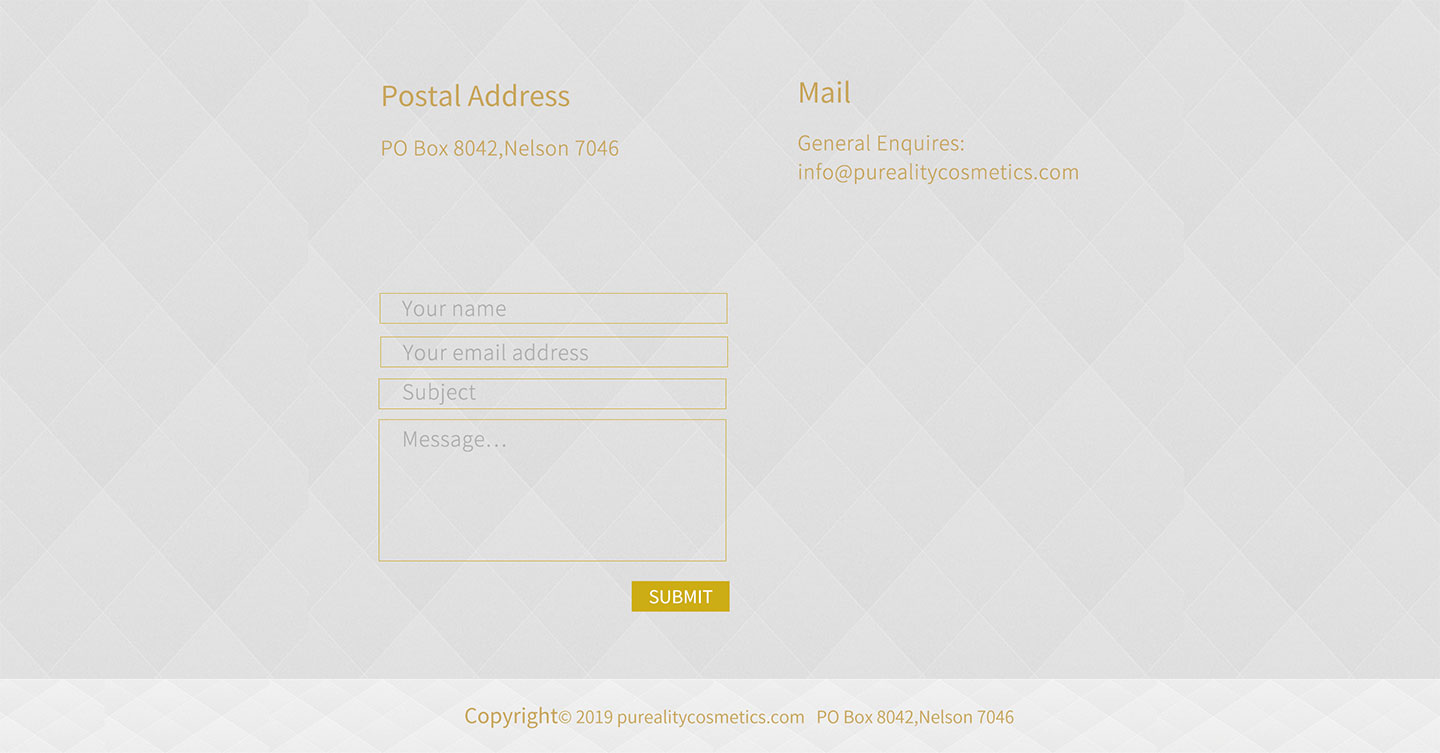 Postal Address
PO Box 8042,Nelson 7046
Mail
General Enquires:
info@purealitycosmetics.com
Your name
Your email address
Subject
Message...
SUBMIT
Copyright© 2019 purealitycosmetics.com PO Box 8042,Nelson 7046